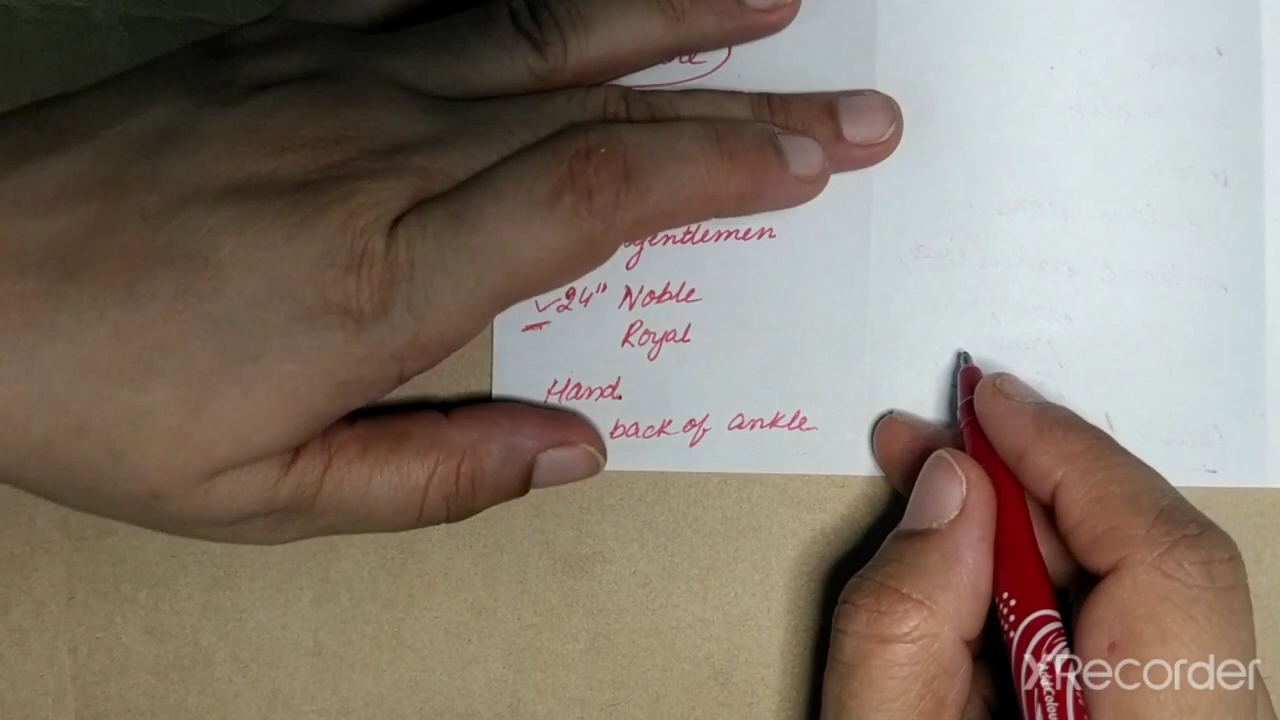 gentlemen
24" Noble
Royal
Hand.
back of ankle
XRecorder